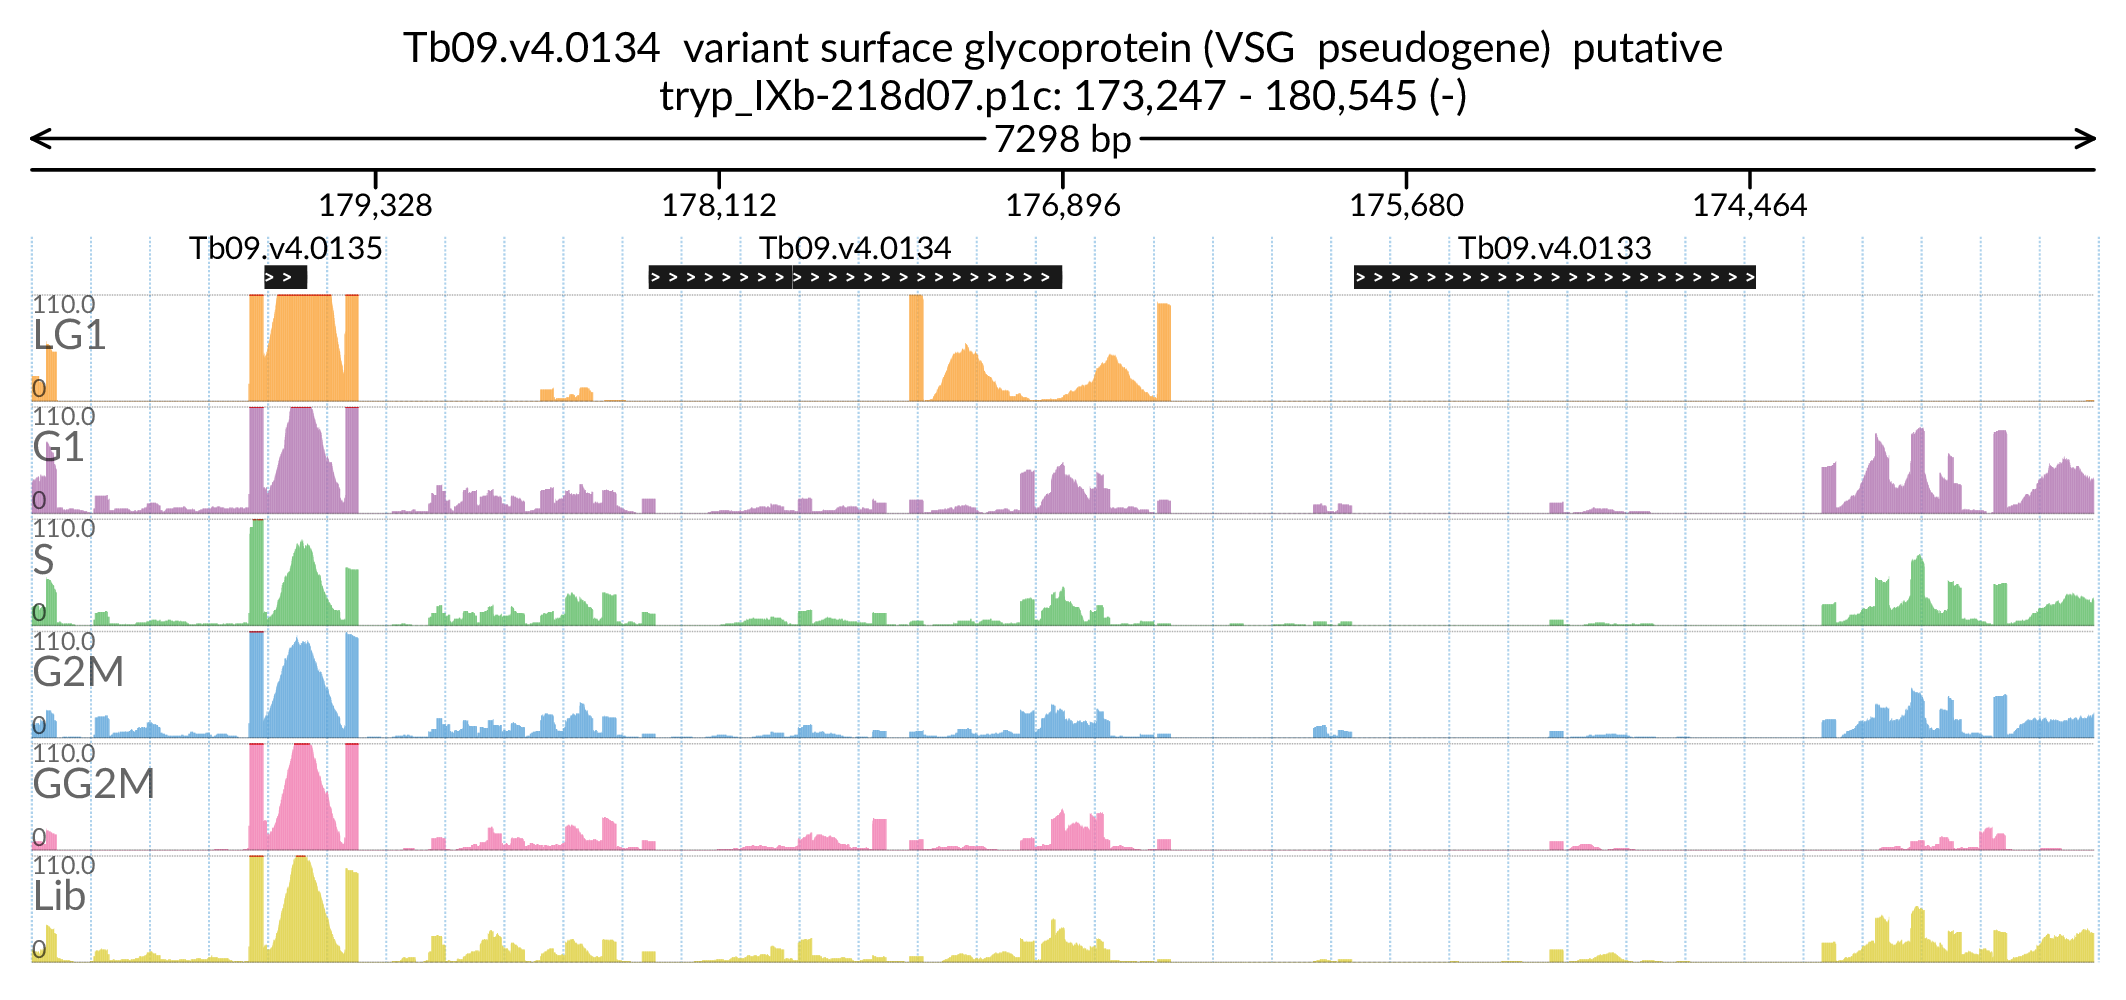 Tb09.v4.0134 variant surface glycoprotein (VSG pseudogene) putative
tryp_IXb-218d07.p1c: 173,247 - 180,545 (-)
7298 bp
179,328 178,112 176,896 175,680 174,464
Tb09.v4.0135 Tb09.v4.0134 Tb09.v4.0133
110.0
LG1
0
110.0
G1
0
110.0
S
0
110.0
G2M
0
110.0
GG2M
0
110.0
Lib
0